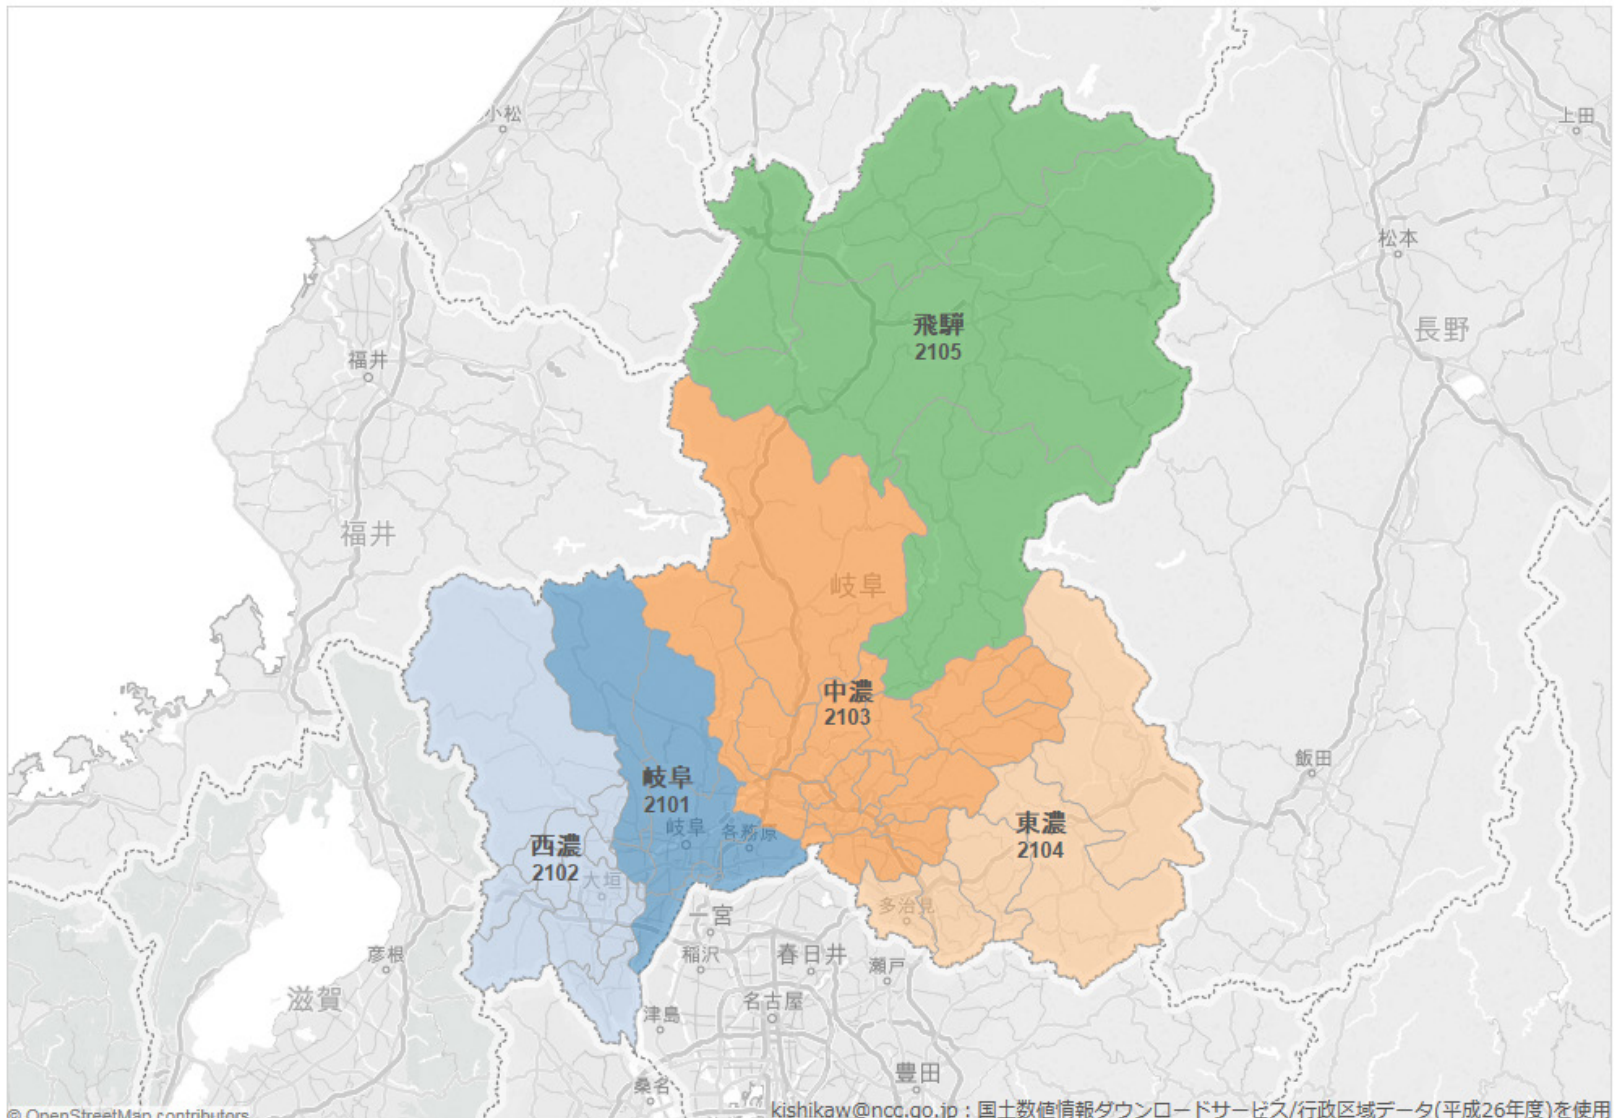 小松
上田
松本
飛騨
2105
長野
福井
福井
岐阜
中濃
2103
飯田
岐阜
2101
東濃
2104
岐阜
各務原
西濃
2102
大垣
多治見
一宮
彦根
稲沢
春日井
瀬戸
滋賀
名古屋
津島
豊田
桑名
© OpenStreetMap contributors
kishikaw@ncc.go.jp：国土数値情報ダウンロードサービス/行政区域データ(平成26年度)を使用